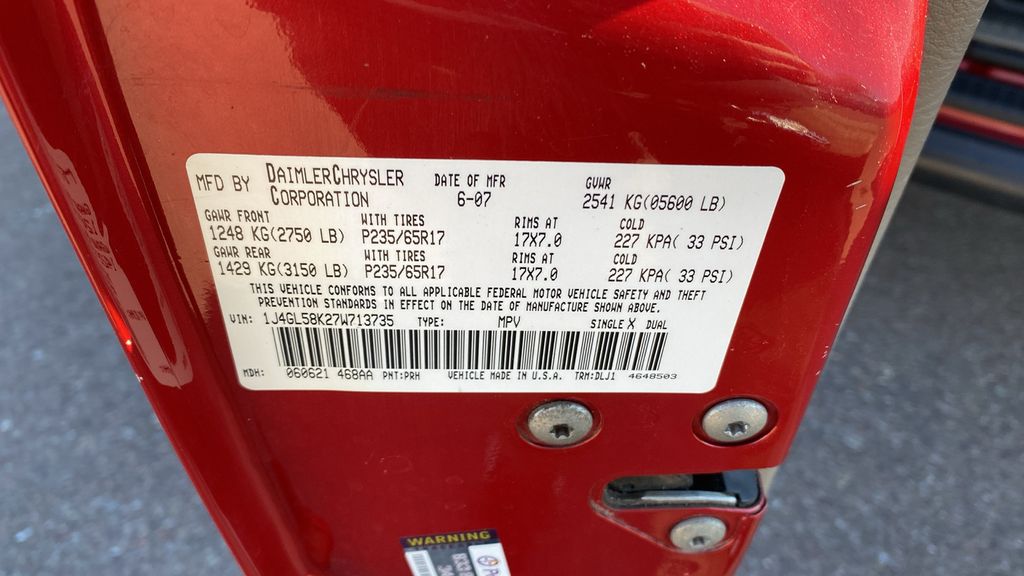 MFD BY DAIMLERCHRYSLER CORPORATION DATE OF MFR 6-07 GVWR 2541 KG(05600 LB)
GAWR FRONT WITH TIRES RIMS AT COLD
1248 KG(2750 LB) P235/65R17 17X7.0 227 KPA( 33 PSI)
GAWR REAR WITH TIRES RIMS AT COLD
1429 KG(3150 LB) P235/65R17 17X7.0 227 KPA( 33 PSI)
THIS VEHICLE CONFORMS TO ALL APPLICABLE FEDERAL MOTOR VEHICLE SAFETY AND THEFT
PREVENTION STANDARDS IN EFFECT ON THE DATE OF MANUFACTURE SHOWN ABOVE.
VIN: 1J4GL58K27W713735 TYPE: MPV SINGLE X DUAL
MDH: 060621 468AA PNT:PRH VEHICLE MADE IN U.S.A. TRM:DLJ1 4648503
WARNING